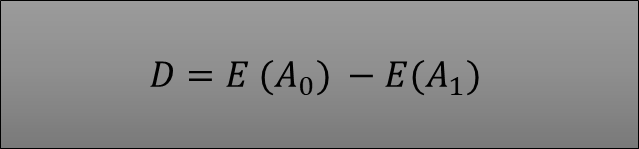 D = E (A₀) − E(A₁)